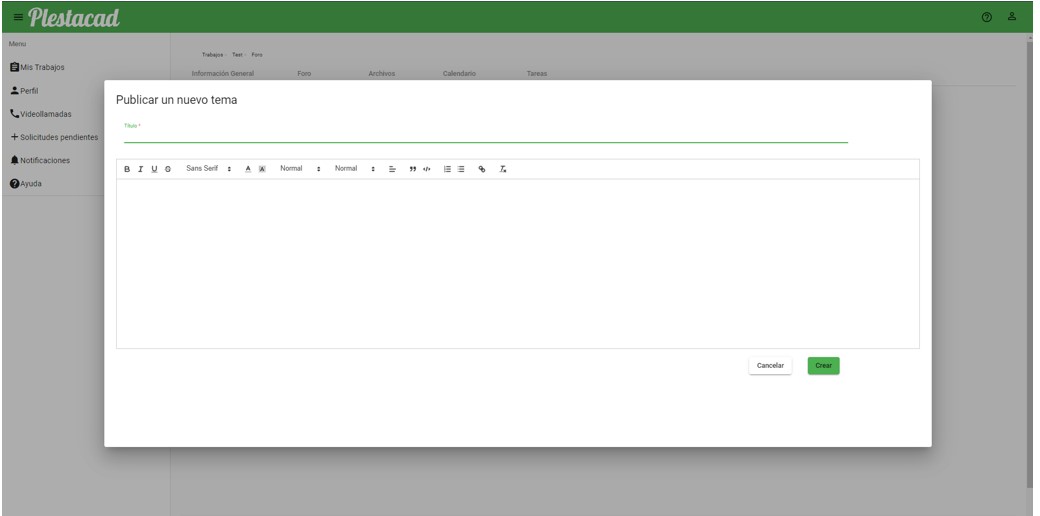 Plestacad
Menu
Mis Trabajos
Perfil
Videollamadas
Solicitudes pendientes
Notificaciones
Ayuda
Trabajos Test Foro
Información General Foro Archivos Calendario Tareas
Publicar un nuevo tema
Título *
Sans Serif Normal Normal
Cancelar Crear